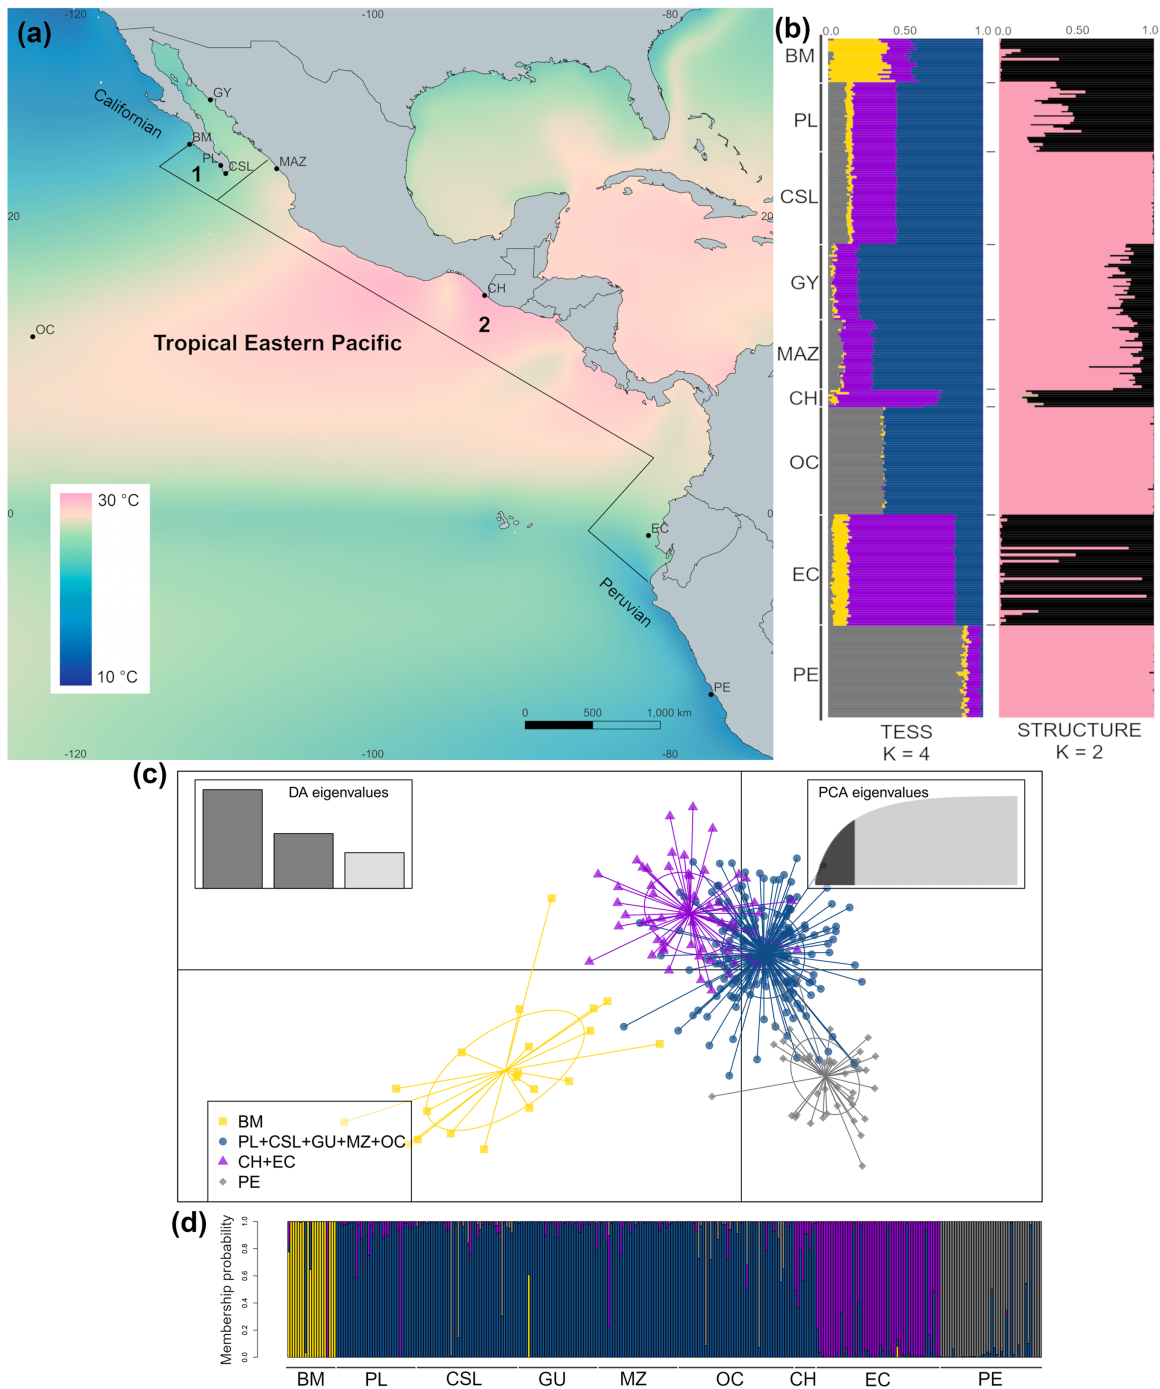 (a)
-120
-100
-80
GY
Californian
BM
PL
CSL
MAZ
1
20
20
CH
2
OC
Tropical Eastern Pacific
30 °C
10 °C
0
0
EC
Peruvian
PE
0 500 1,000 km
-120
-100
-80
(b)
0.0 0.50 1.0
0.0 0.50 1.0
BM
PL
CSL
GY
MAZ
CH
OC
EC
PE
TESS
K = 4
STRUCTURE
K = 2
(c)
DA eigenvalues
PCA eigenvalues
BM
PL+CSL+GU+MZ+OC
CH+EC
PE
(d)
Membership probability
1.0
0.8
0.6
0.4
0.2
0.0
BM PL CSL GU MZ OC CH EC PE